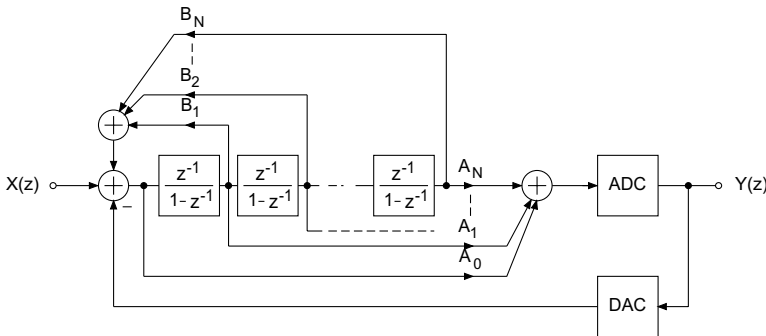 B_N
B_2
B_1
X(z)
z^-1
1-z^-1
z^-1
1-z^-1
z^-1
1-z^-1
A_N
A_1
A_0
ADC
Y(z)
DAC